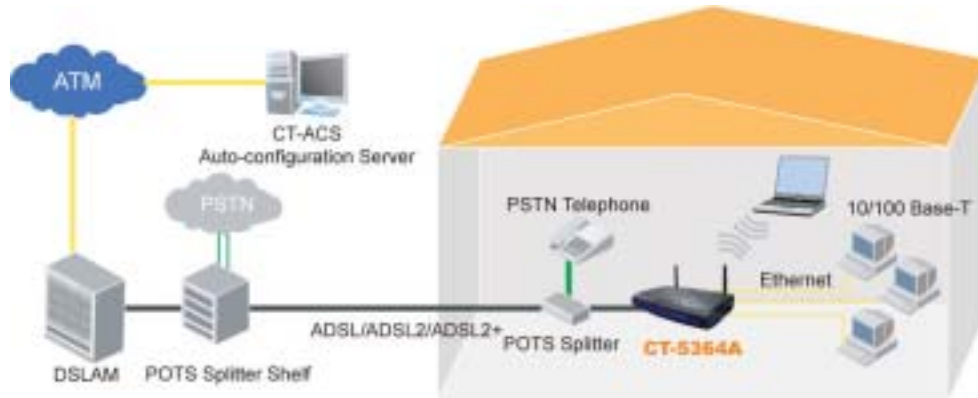 ATM
CT-ACS
Auto-configuration Server
PSTN
PSTN Telephone
10/100 Base-T
Ethernet
ADSL/ADSL2/ADSL2+
POTS Splitter
CT-5364A
DSLAM
POTS Splitter Shelf